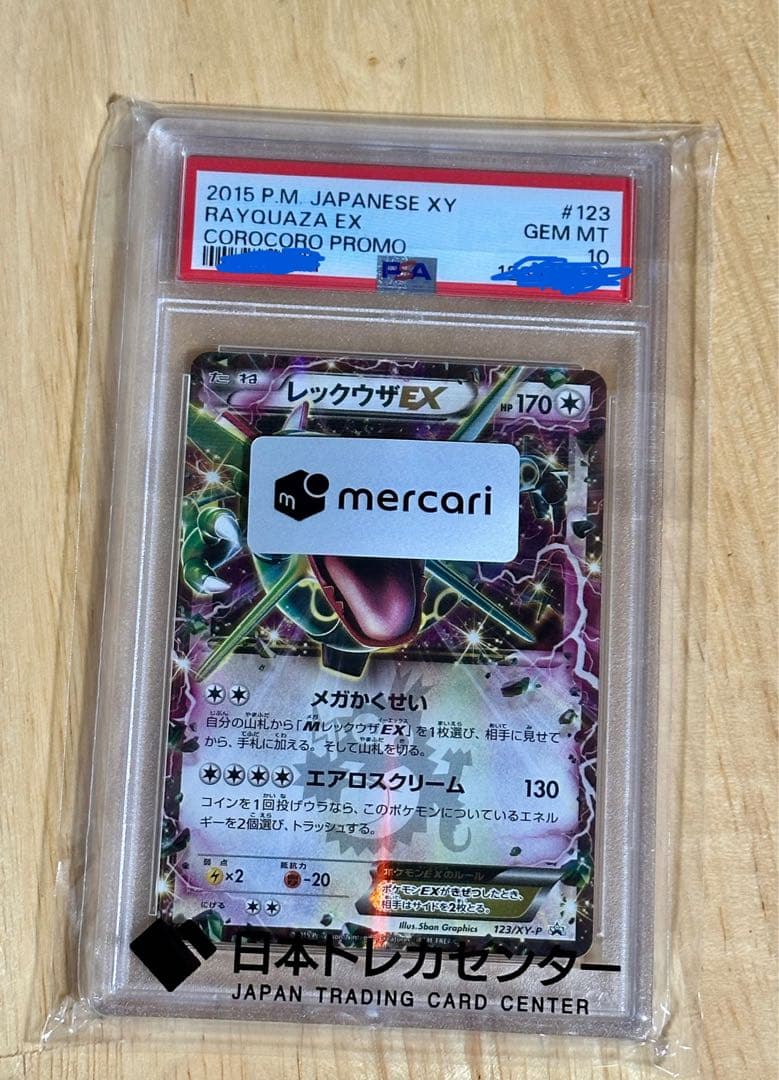 2015 P.M. JAPANESE XY #123
RAYQUAZA EX GEM MT
COROCORO PROMO 10
PSA
たね レックウザEX HP170
mercari
メガかくせい
自分の山札から「MレックウザEX」を1枚選び、相手に見せて
から、手札に加える。そして山札を切る。
エアロスクリーム 130
コインを1回投げウラなら、このポケモンについているエネル
ギーを2個選び、トラッシュする。
弱点 抵抗力
×2 -20
にげる
ポケモンEXのルール
ポケモンEXがきぜつしたとき、
相手はサイドを2枚とる。
Illus.5ban Graphics 123/XY-P
日本トレカセンター
JAPAN TRADING CARD CENTER